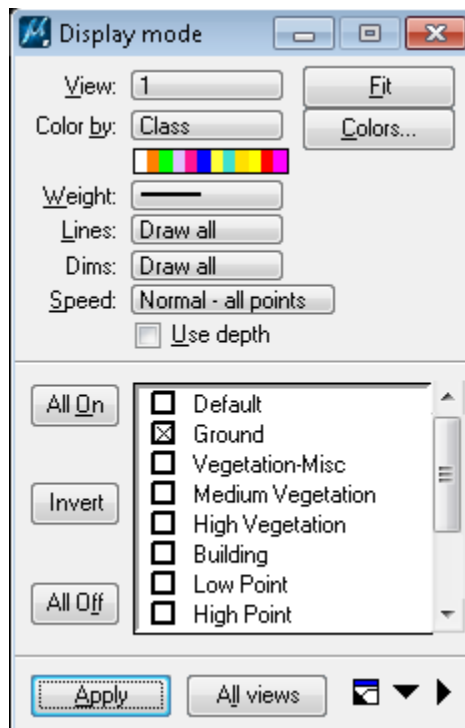 Display mode
View: 1 Fit
Color by: Class Colors...
Weight:
Lines: Draw all
Dims: Draw all
Speed: Normal - all points
Use depth
All On
Default
Ground
Vegetation-Misc
Invert
Medium Vegetation
High Vegetation
Building
All Off
Low Point
High Point
Apply All views